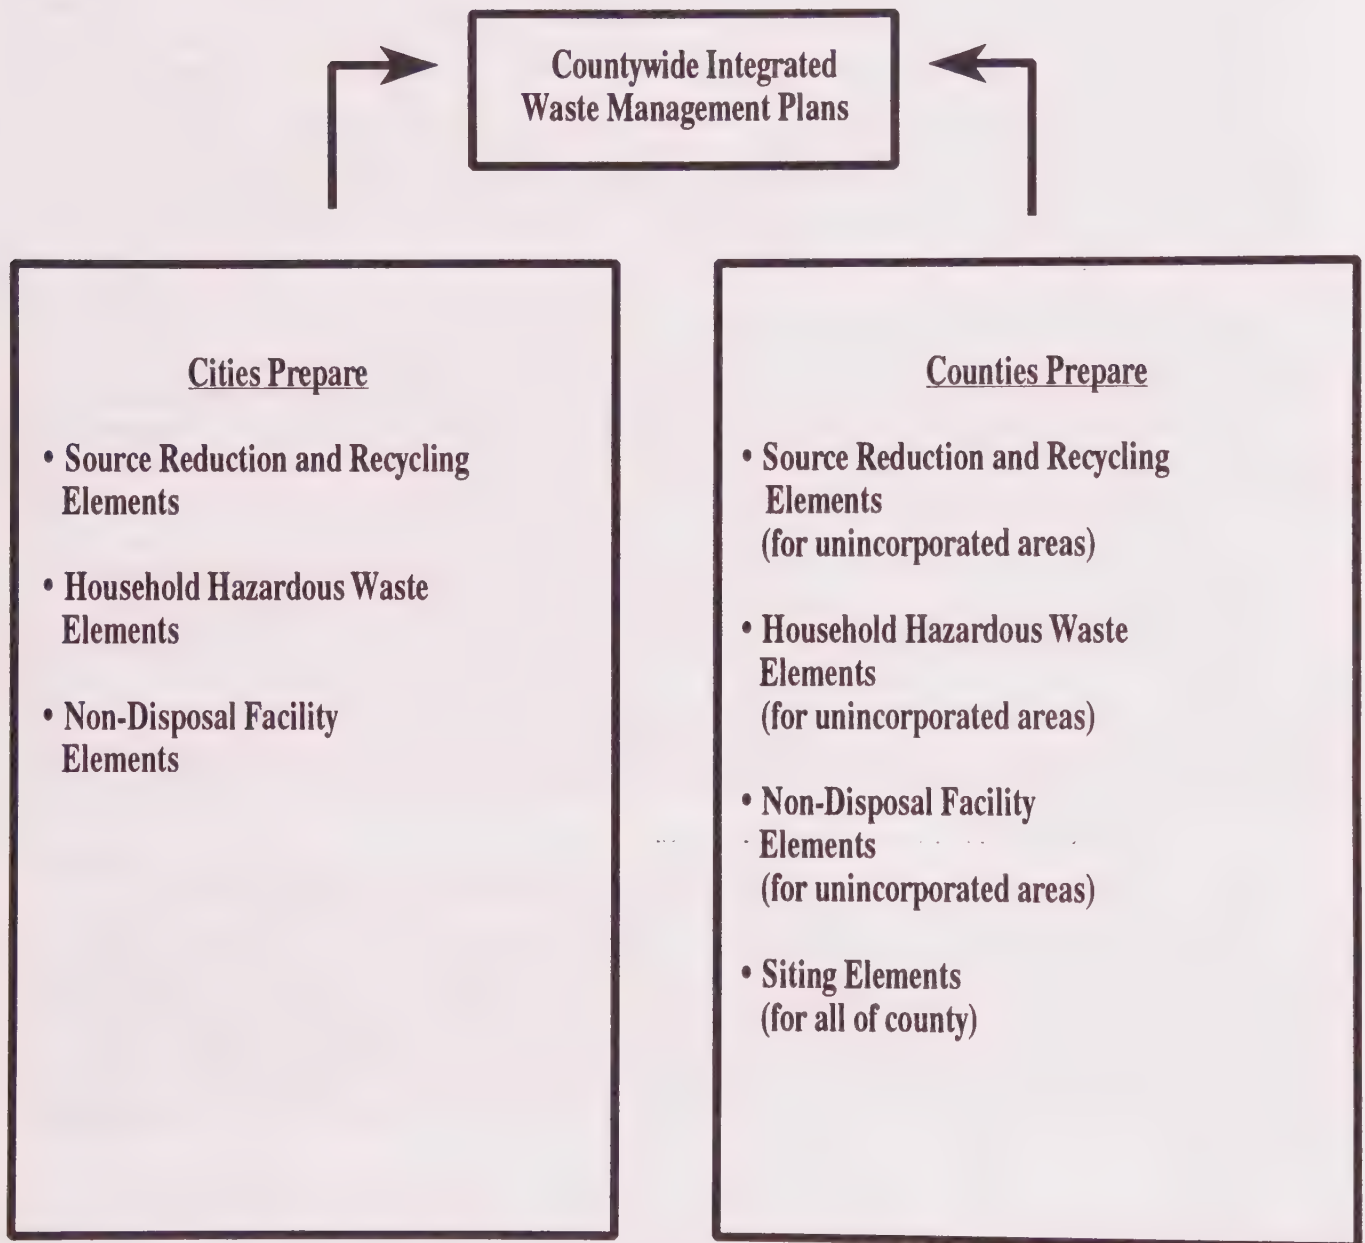 Countywide Integrated
Waste Management Plans
Cities Prepare
• Source Reduction and Recycling
Elements
• Household Hazardous Waste
Elements
• Non-Disposal Facility
Elements
Counties Prepare
• Source Reduction and Recycling
Elements
(for unincorporated areas)
• Household Hazardous Waste
Elements
(for unincorporated areas)
• Non-Disposal Facility
Elements
(for unincorporated areas)
• Siting Elements
(for all of county)